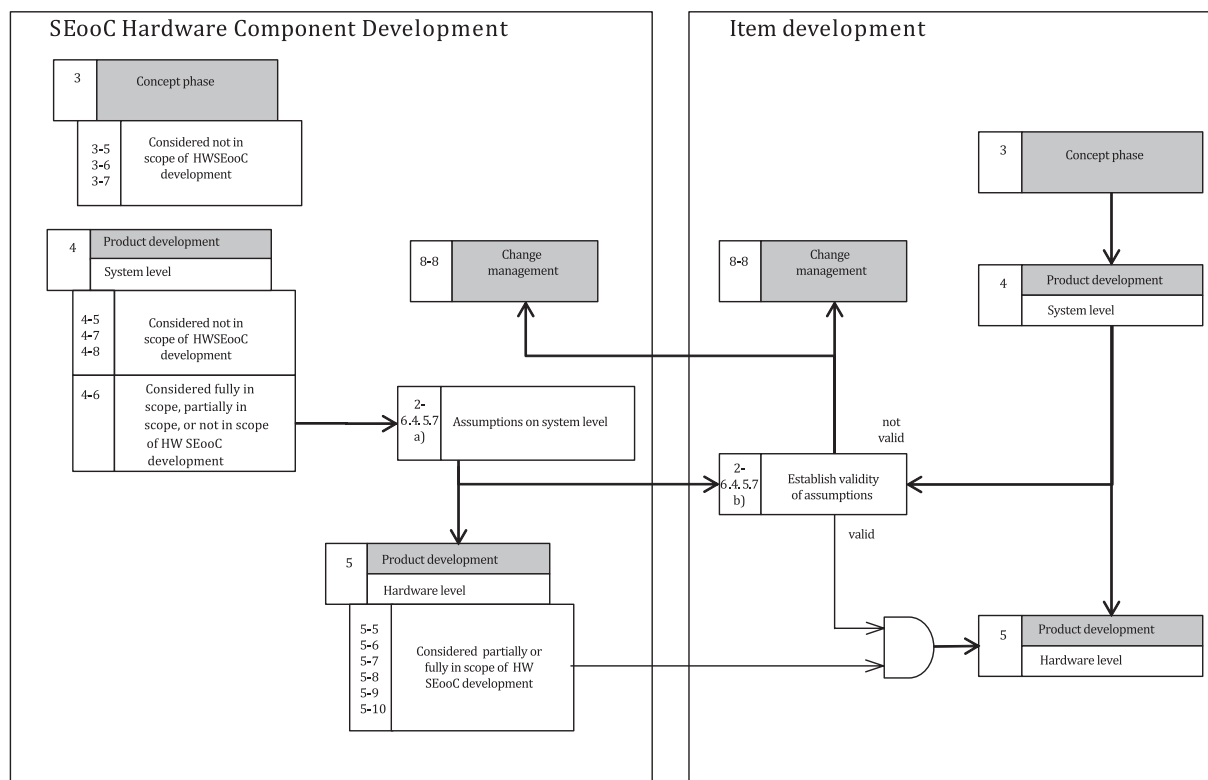 SEooC Hardware Component Development
3
Concept phase
3-5
3-6
3-7
Considered not in
scope of HWSEooC
development
4
Product development
System level
4-5
4-7
4-8
Considered not in
scope of HWSEooC
development
4-6
Considered fully in
scope, partially in
scope, or not in scope
of HW SEooC
development
8-8
Change
management
2-
6.4.5.7
a)
Assumptions on system level
5
Product development
Hardware level
5-5
5-6
5-7
5-8
5-9
5-10
Considered partially or
fully in scope of HW
SEooC development
Item development
3
Concept phase
8-8
Change
management
4
Product development
System level
not
valid
2-
6.4.5.7
b)
Establish validity
of assumptions
valid
5
Product development
Hardware level